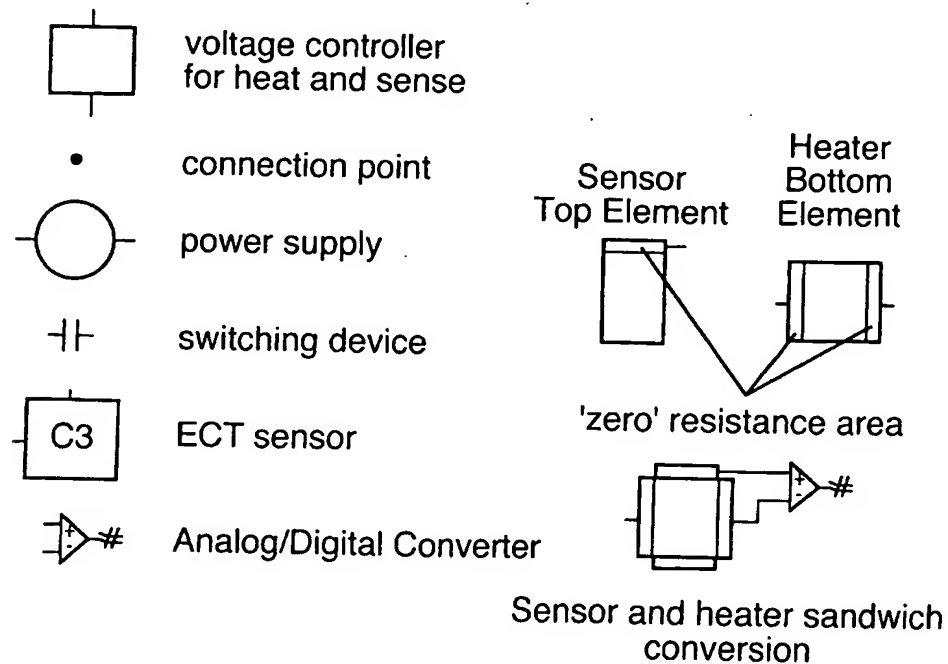 voltage controller
for heat and sense
connection point
power supply
switching device
C3
ECT sensor
+
-
#
Analog/Digital Converter
Sensor
Top Element
Heater
Bottom
Element
'zero' resistance area
+
-
#
Sensor and heater sandwich
conversion